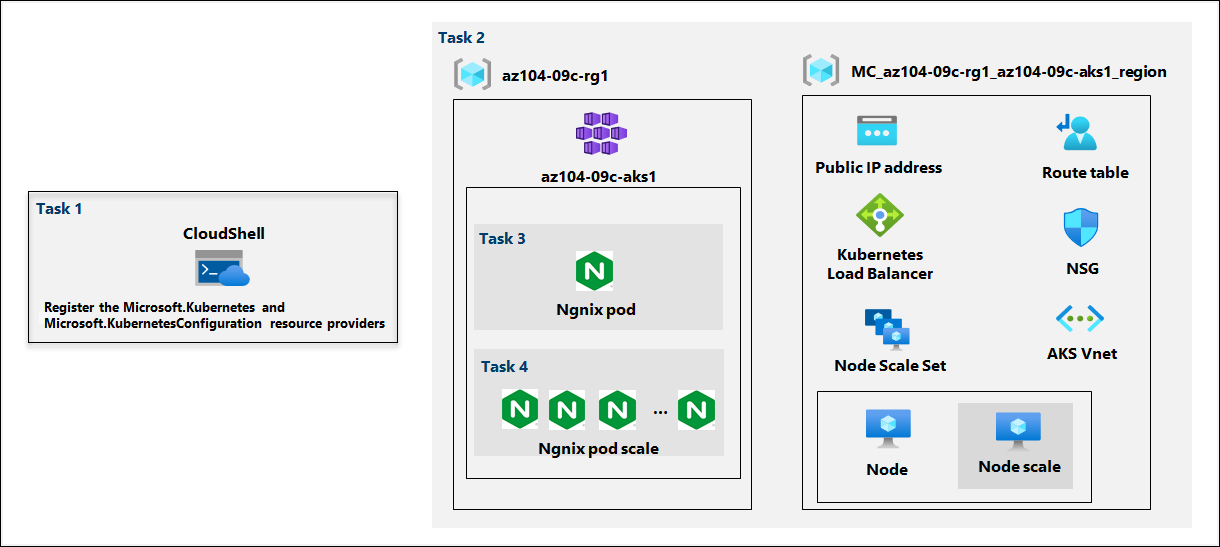 Task 1
CloudShell
Register the Microsoft.Kubernetes and
Microsoft.KubernetesConfiguration resource providers
Task 2
az104-09c-rg1
az104-09c-aks1
Task 3
N
Ngnix pod
Task 4
N N N ... N
Ngnix pod scale
MC_az104-09c-rg1_az104-09c-aks1_region
Public IP address
Route table
Kubernetes
Load Balancer
NSG
Node Scale Set
AKS Vnet
Node
Node scale